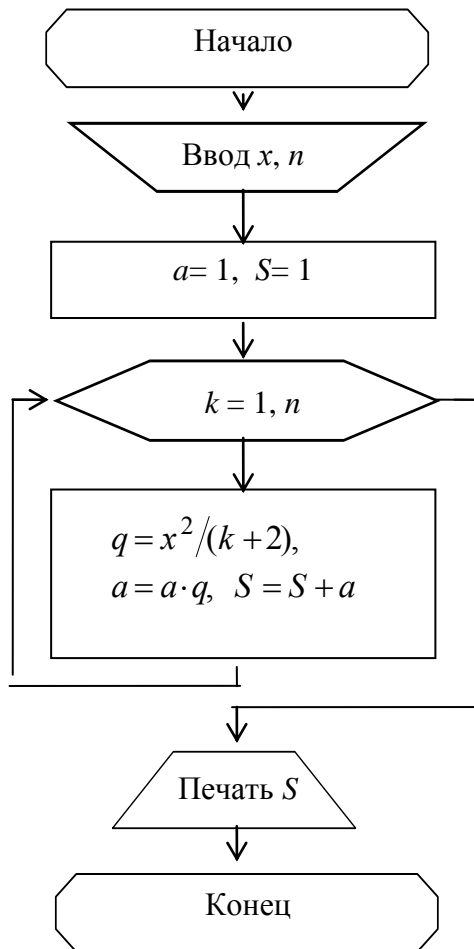 Начало
Ввод x, n
a= 1, S= 1
k = 1, n
q = x²/(k + 2),
a = a·q, S = S + a
Печать S
Конец